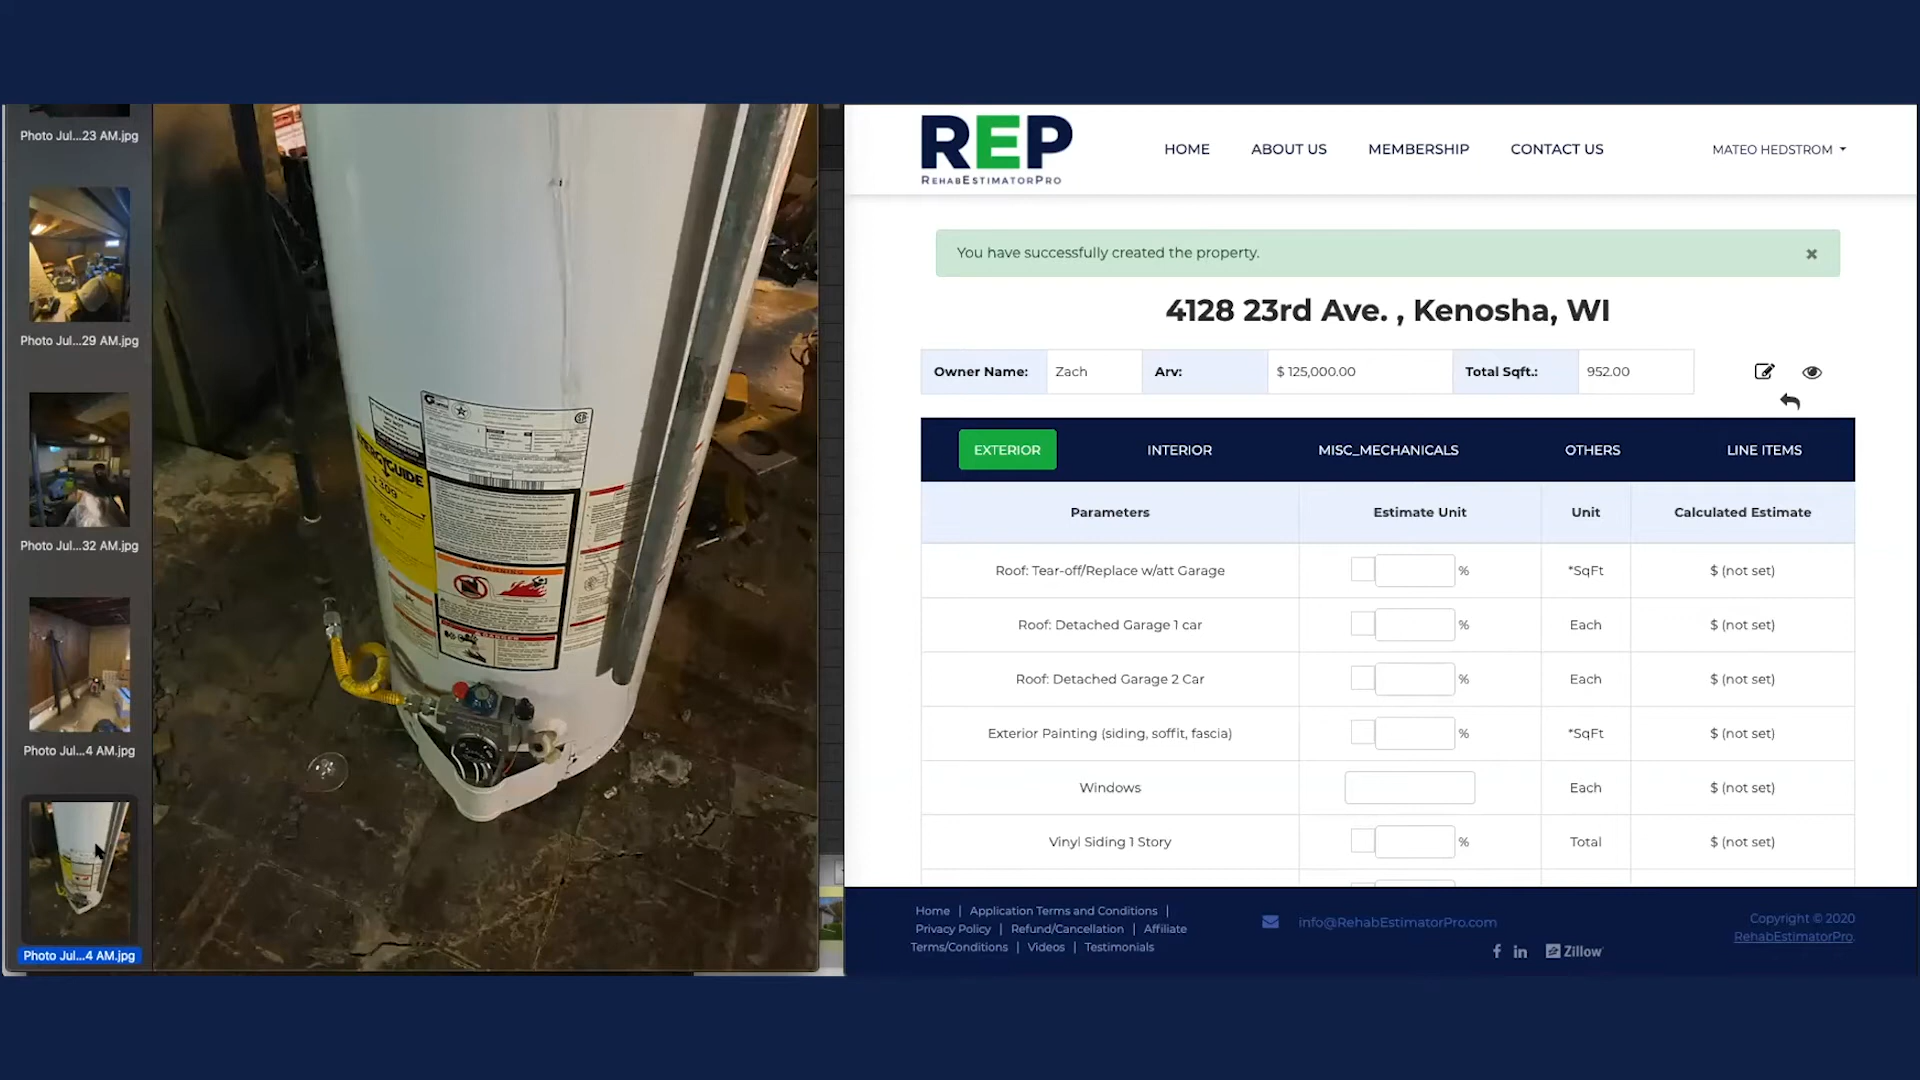 Photo Jul...23 AM.jpg
Photo Jul...29 AM.jpg
Photo Jul...32 AM.jpg
Photo Jul...4 AM.jpg
Photo Jul...4 AM.jpg
ENERGYGUIDE
WARNING
DANGER
REP
REHABESTIMATORPRO
HOME
ABOUT US
MEMBERSHIP
CONTACT US
MATEO HEDSTROM
You have successfully created the property.
×
4128 23rd Ave. , Kenosha, WI
Owner Name: Zach Arv: $ 125,000.00 Total Sqft.: 952.00
EXTERIOR INTERIOR MISC_MECHANICALS OTHERS LINE ITEMS
Parameters Estimate Unit Unit Calculated Estimate
Roof: Tear-off/Replace w/att Garage % *SqFt $ (not set)
Roof: Detached Garage 1 car % Each $ (not set)
Roof: Detached Garage 2 Car % Each $ (not set)
Exterior Painting (siding, soffit, fascia) % *SqFt $ (not set)
Windows Each $ (not set)
Vinyl Siding 1 Story % Total $ (not set)
Home | Application Terms and Conditions |
Privacy Policy | Refund/Cancellation | Affiliate
Terms/Conditions | Videos | Testimonials
info@RehabEstimatorPro.com
f in Zillow
Copyright © 2020
RehabEstimatorPro.